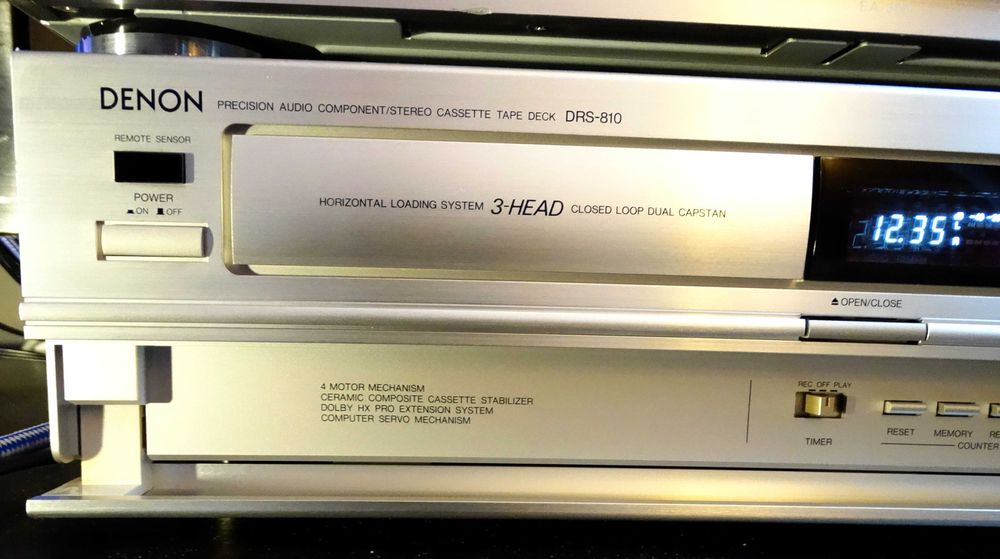 DENON PRECISION AUDIO COMPONENT/STEREO CASSETTE TAPE DECK DRS-810
REMOTE SENSOR
POWER
ON OFF
HORIZONTAL LOADING SYSTEM 3-HEAD CLOSED LOOP DUAL CAPSTAN
12.35
OPEN/CLOSE
4 MOTOR MECHANISM
CERAMIC COMPOSITE CASSETTE STABILIZER
DOLBY HX PRO EXTENSION SYSTEM
COMPUTER SERVO MECHANISM
REC OFF PLAY
TIMER
RESET MEMORY
COUNTER